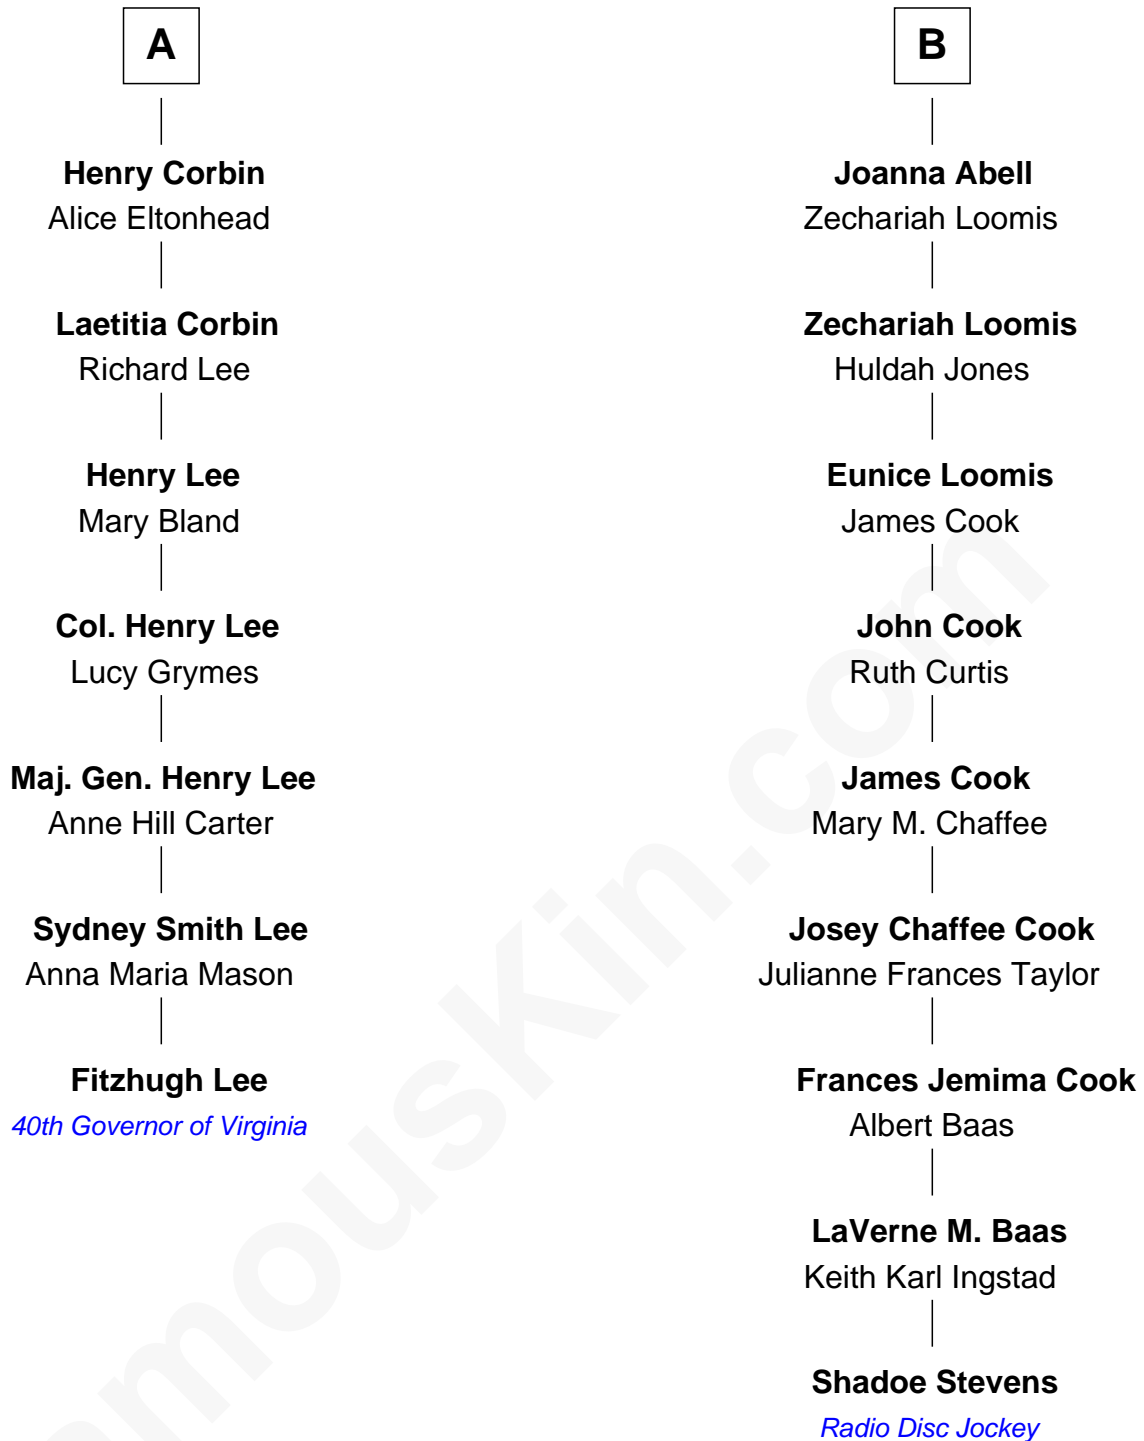 A
Henry Corbin
Alice Eltonhead
Laetitia Corbin
Richard Lee
Henry Lee
Mary Bland
Col. Henry Lee
Lucy Grymes
Maj. Gen. Henry Lee
Anne Hill Carter
Sydney Smith Lee
Anna Maria Mason
Fitzhugh Lee
40th Governor of Virginia
B
Joanna Abell
Zechariah Loomis
Zechariah Loomis
Huldah Jones
Eunice Loomis
James Cook
John Cook
Ruth Curtis
James Cook
Mary M. Chaffee
Josey Chaffee Cook
Julianne Frances Taylor
Frances Jemima Cook
Albert Baas
LaVerne M. Baas
Keith Karl Ingstad
Shadoe Stevens
Radio Disc Jockey
amouskin.com